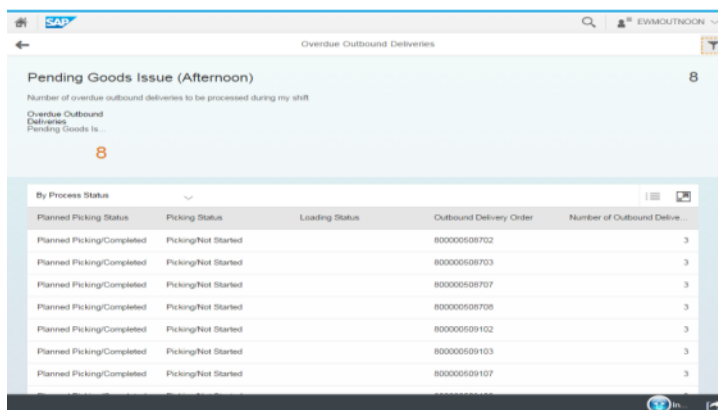 SAP
EWMOUTNOON
Overdue Outbound Deliveries
Pending Goods Issue (Afternoon) 8
Number of overdue outbound deliveries to be processed during my shift
Overdue Outbound
Deliveries
Pending Goods Is...
8
By Process Status
Planned Picking Status Picking Status Loading Status Outbound Delivery Order Number of Outbound Delive...
Planned Picking/Completed Picking/Not Started 800000508702 3
Planned Picking/Completed Picking/Not Started 800000508703 3
Planned Picking/Completed Picking/Not Started 800000508707 3
Planned Picking/Completed Picking/Not Started 800000508708 3
Planned Picking/Completed Picking/Not Started 800000509102 3
Planned Picking/Completed Picking/Not Started 800000509103 3
Planned Picking/Completed Picking/Not Started 800000509107 3
In...